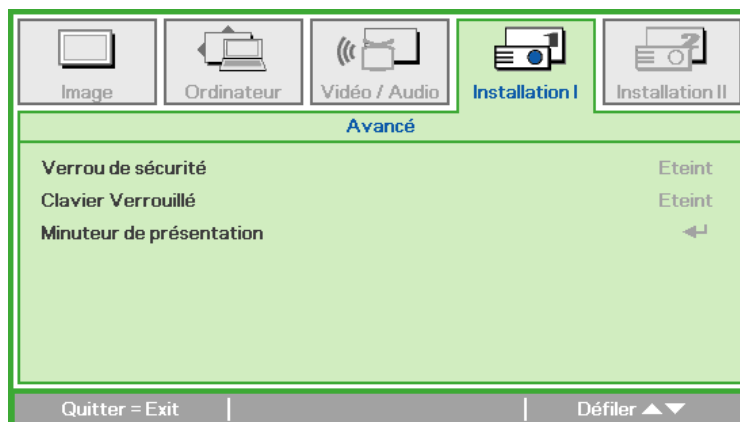 Image
Ordinateur
Vidéo / Audio
Installation I
Installation II
Avancé
Verrou de sécurité Eteint
Clavier Verrouillé Eteint
Minuteur de présentation
Quitter = Exit Défiler